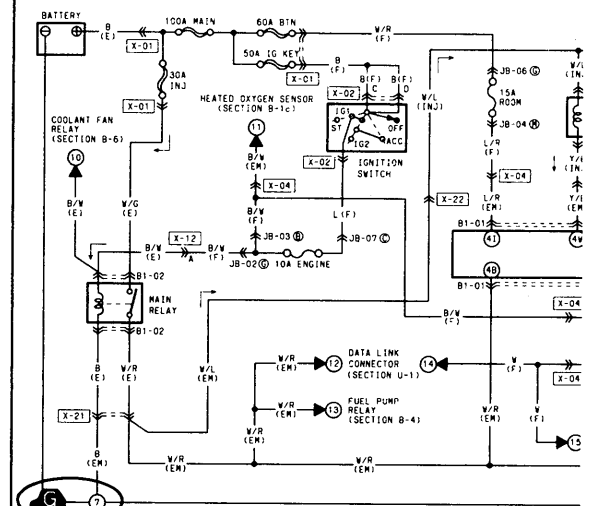 BATTERY
100A MAIN
60A BTN
B
(E)
X-01
W/R
(F)
50A IG KEY
X-01
B
(F)
30A
INJ
X-01
B(F)
C
B(F)
D
X-02
JB-06 G
15A
ROOM
JB-04 M
W/L
(INJ)
HEATED OXYGEN SENSOR
(SECTION B-1c)
11
IG1
ST
OFF
IG2
ACC
X-02
IGNITION
SWITCH
COOLANT FAN
RELAY
(SECTION B-6)
10
B/W
(EM)
L/R
(F)
X-04
X-04
X-22
B/W
(E)
W/G
(E)
B/W
(F)
L(F)
L/R
(EM)
X-12
B/W
(E)
A
B/W
(F)
JB-03 B
JB-07 C
JB-02 G
10A ENGINE
B1-01
4I
4W
4B
B1-01
B1-02
MAIN
RELAY
B1-02
B/W
(F)
X-04
B
(E)
W/R
(E)
W/L
(EM)
W/R
(EM)
12
DATA LINK
CONNECTOR
(SECTION U-1)
14
W
(F)
X-04
W/R
(EM)
13
FUEL PUMP
RELAY
(SECTION B-4)
X-21
W/R
(EM)
W/R
(EM)
W
(F)
15
B
(EM)
W/R
(EM)
W/R
(EM)
G
7